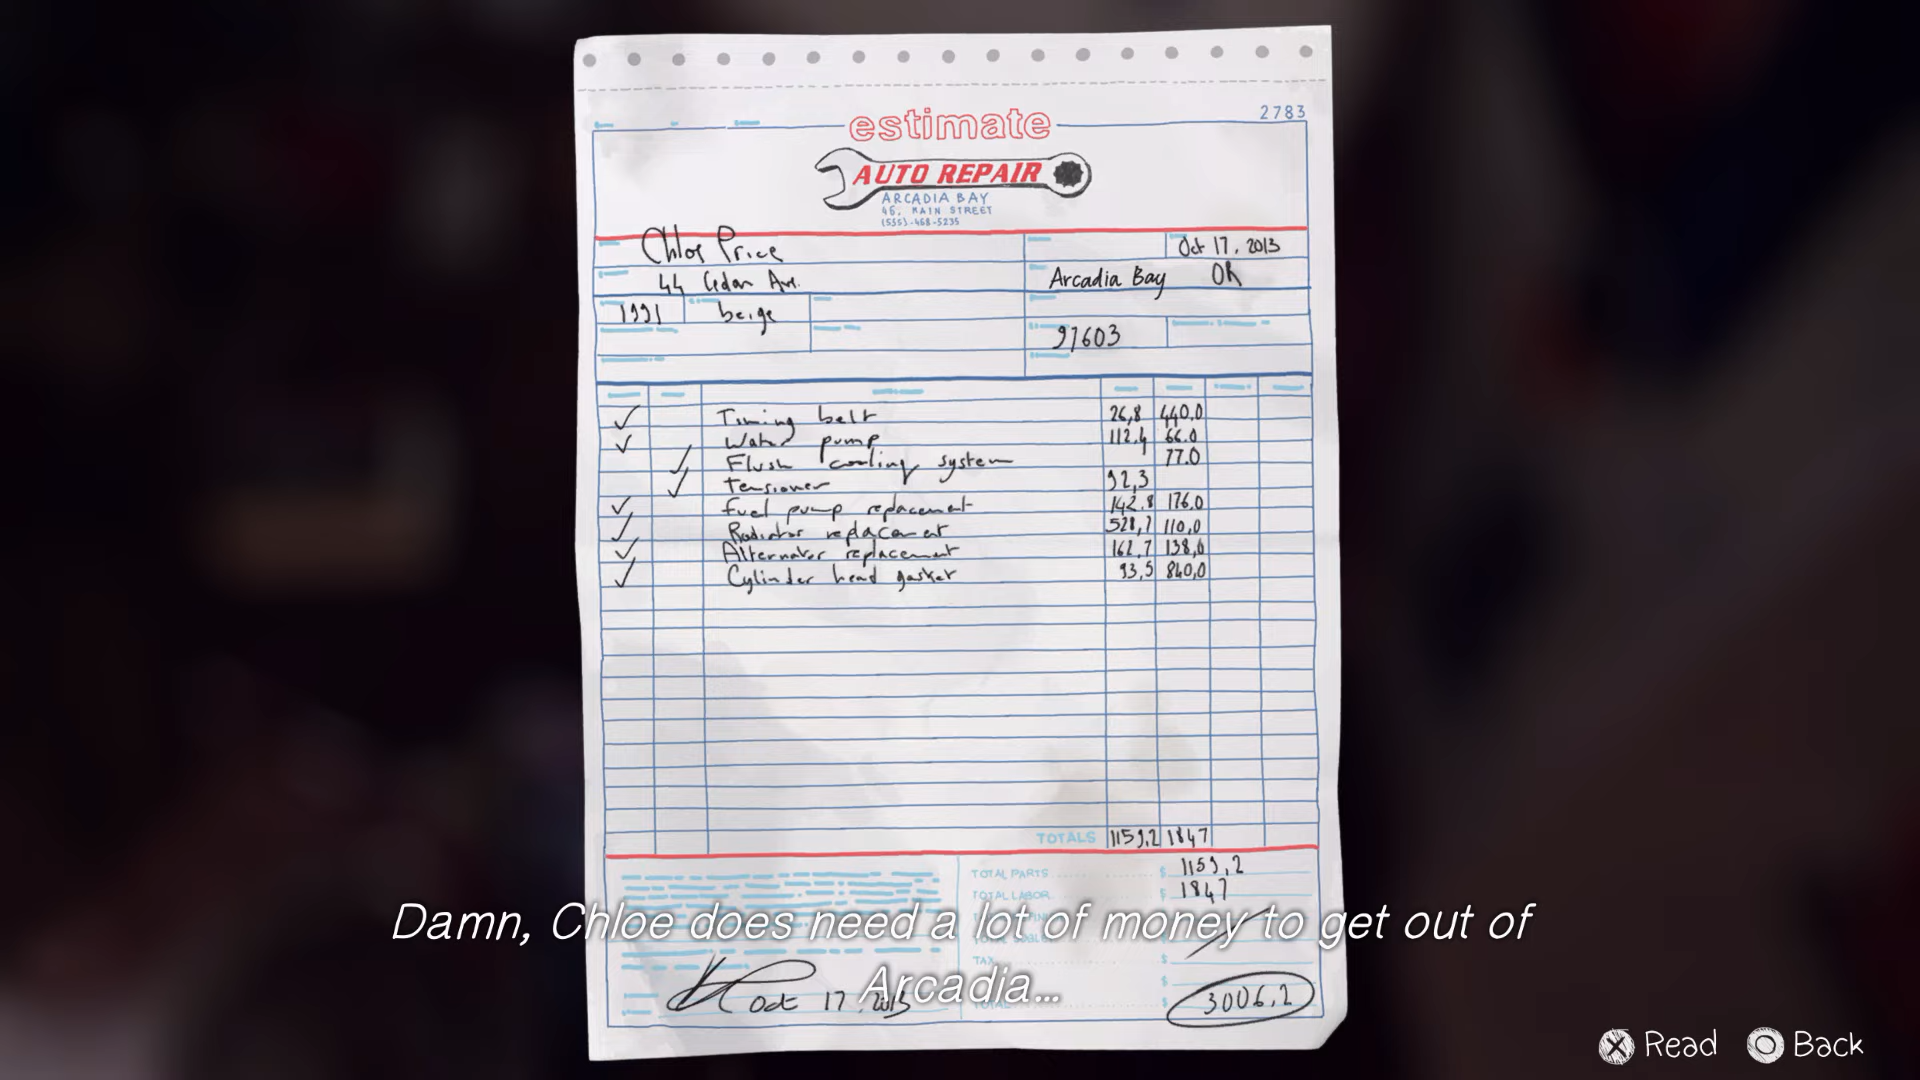 2783
estimate
AUTO REPAIR
ARCADIA BAY
46, MAIN STREET
(555)-468-5235
Chloe Price
Oct 17, 2013
44 Cedar Ave.
Arcadia Bay OR
1991 beige
97603
Timing belt 26,8 440,0
Water pump 112,4 66.0
Flush cooling system 77.0
Tensioner 92,3
Fuel pump replacement 142.8 176.0
Radiator replacement 528,7 110,0
Alternator replacement 162,7 138,0
Cylinder head gasket 93,5 840,0
TOTALS 1159,2 1847
TOTAL PARTS $ 1159,2
TOTAL LABOR $ 1847
Damn, Chloe does need a lot of money to get out of
TAX $
Arcadia...
Oct 17, 2013
TOTAL $ 3006,2
Read Back